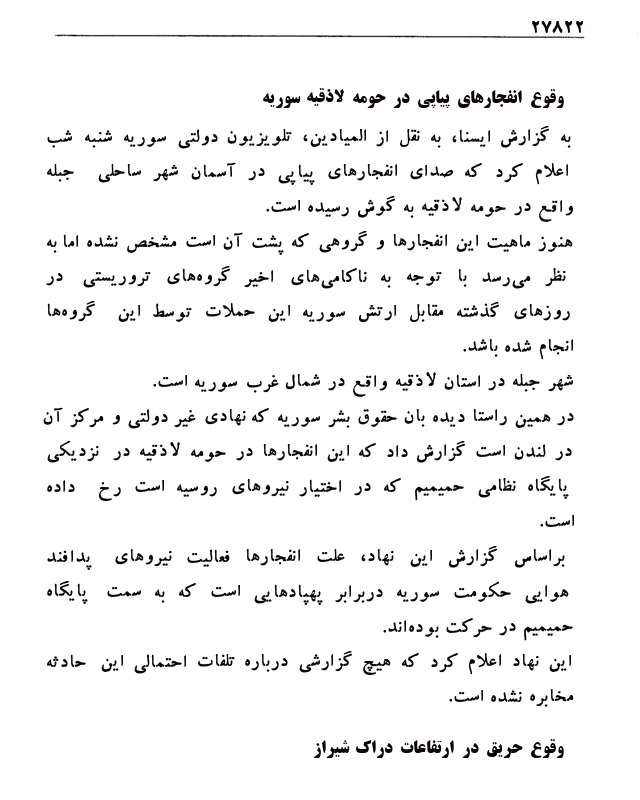 ۲۷۸۲۲
وقوع انفجارهای پیاپی در حومه لاذقیه سوریه
به گزارش ایسنا، به نقل از المیادین، تلویزیون دولتی سوریه شنبه شب
اعلام کرد که صدای انفجارهای پیاپی در آسمان شهر ساحلی جبله
واقع در حومه لاذقیه به گوش رسیده است.
هنوز ماهیت این انفجارها و گروهی که پشت آن است مشخص نشده اما به
نظر می‌رسد با توجه به ناکامی‌های اخیر گروه‌های تروریستی در
روزهای گذشته مقابل ارتش سوریه این حملات توسط این گروه‌ها
انجام شده باشد.
شهر جبله در استان لاذقیه واقع در شمال غرب سوریه است.
در همین راستا دیده بان حقوق بشر سوریه که نهادی غیر دولتی و مرکز آن
در لندن است گزارش داد که این انفجارها در حومه لاذقیه در نزدیکی
پایگاه نظامی حمیمیم که در اختیار نیروهای روسیه است رخ داده
است.
براساس گزارش این نهاد، علت انفجارها فعالیت نیروهای پدافند
هوایی حکومت سوریه دربرابر پهپادهایی است که به سمت پایگاه
حمیمیم در حرکت بوده‌اند.
این نهاد اعلام کرد که هیچ گزارشی درباره تلفات احتمالی این حادثه
مخابره نشده است.
وقوع حریق در ارتفاعات دراک شیراز